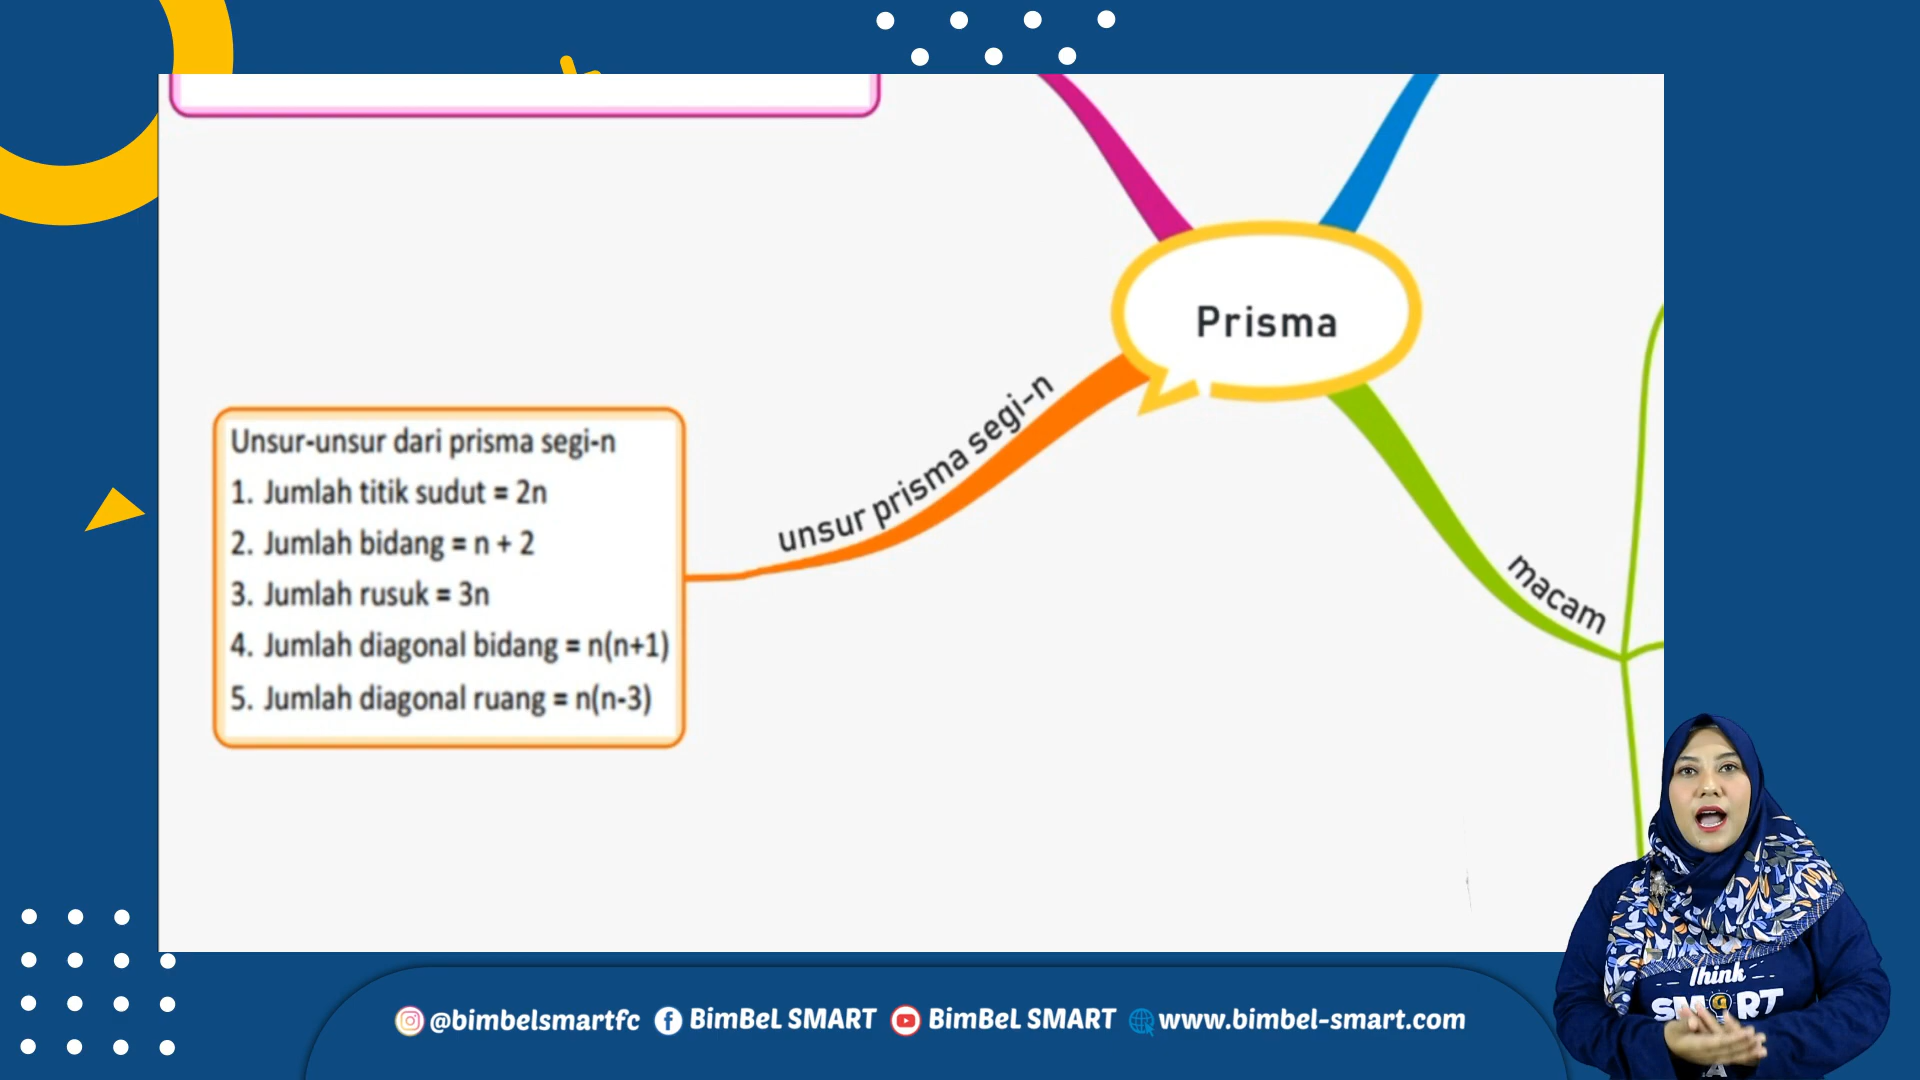 Prisma
unsur prisma segi-n
macam
Unsur-unsur dari prisma segi-n
1. Jumlah titik sudut = 2n
2. Jumlah bidang = n + 2
3. Jumlah rusuk = 3n
4. Jumlah diagonal bidang = n(n+1)
5. Jumlah diagonal ruang = n(n-3)
Think
SMART
@bimbelsmartfc BimBeL SMART BimBeL SMART www.bimbel-smart.com